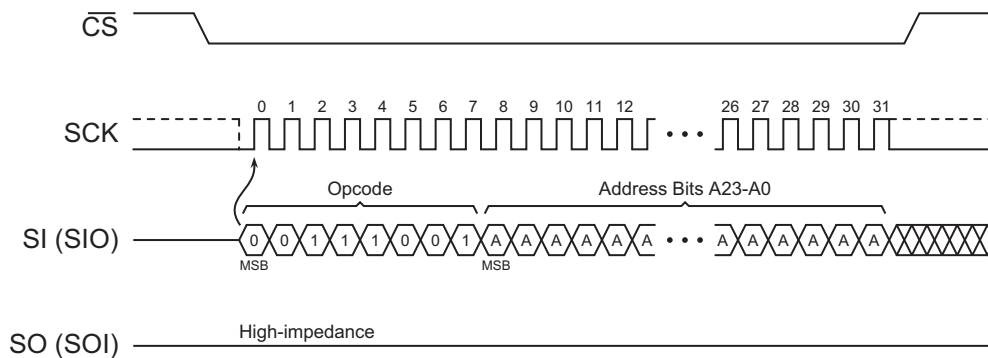 CS
0 1 2 3 4 5 6 7 8 9 10 11 12 26 27 28 29 30 31
SCK
Opcode Address Bits A23-A0
SI (SIO) 0 0 1 1 1 0 0 1 A A A A A A A A A A A A
MSB MSB
High-impedance
SO (SOI)